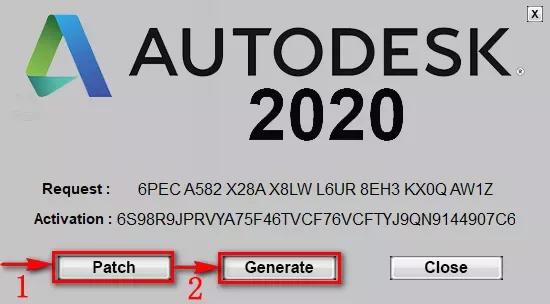 X
AUTODESK
2020
Request : 6PEC A582 X28A X8LW L6UR 8EH3 KX0Q AW1Z
Activation : 6S98R9JPRVYA75F46TVCF76VCFTYJ9QN9144907C6
1 Patch 2 Generate Close